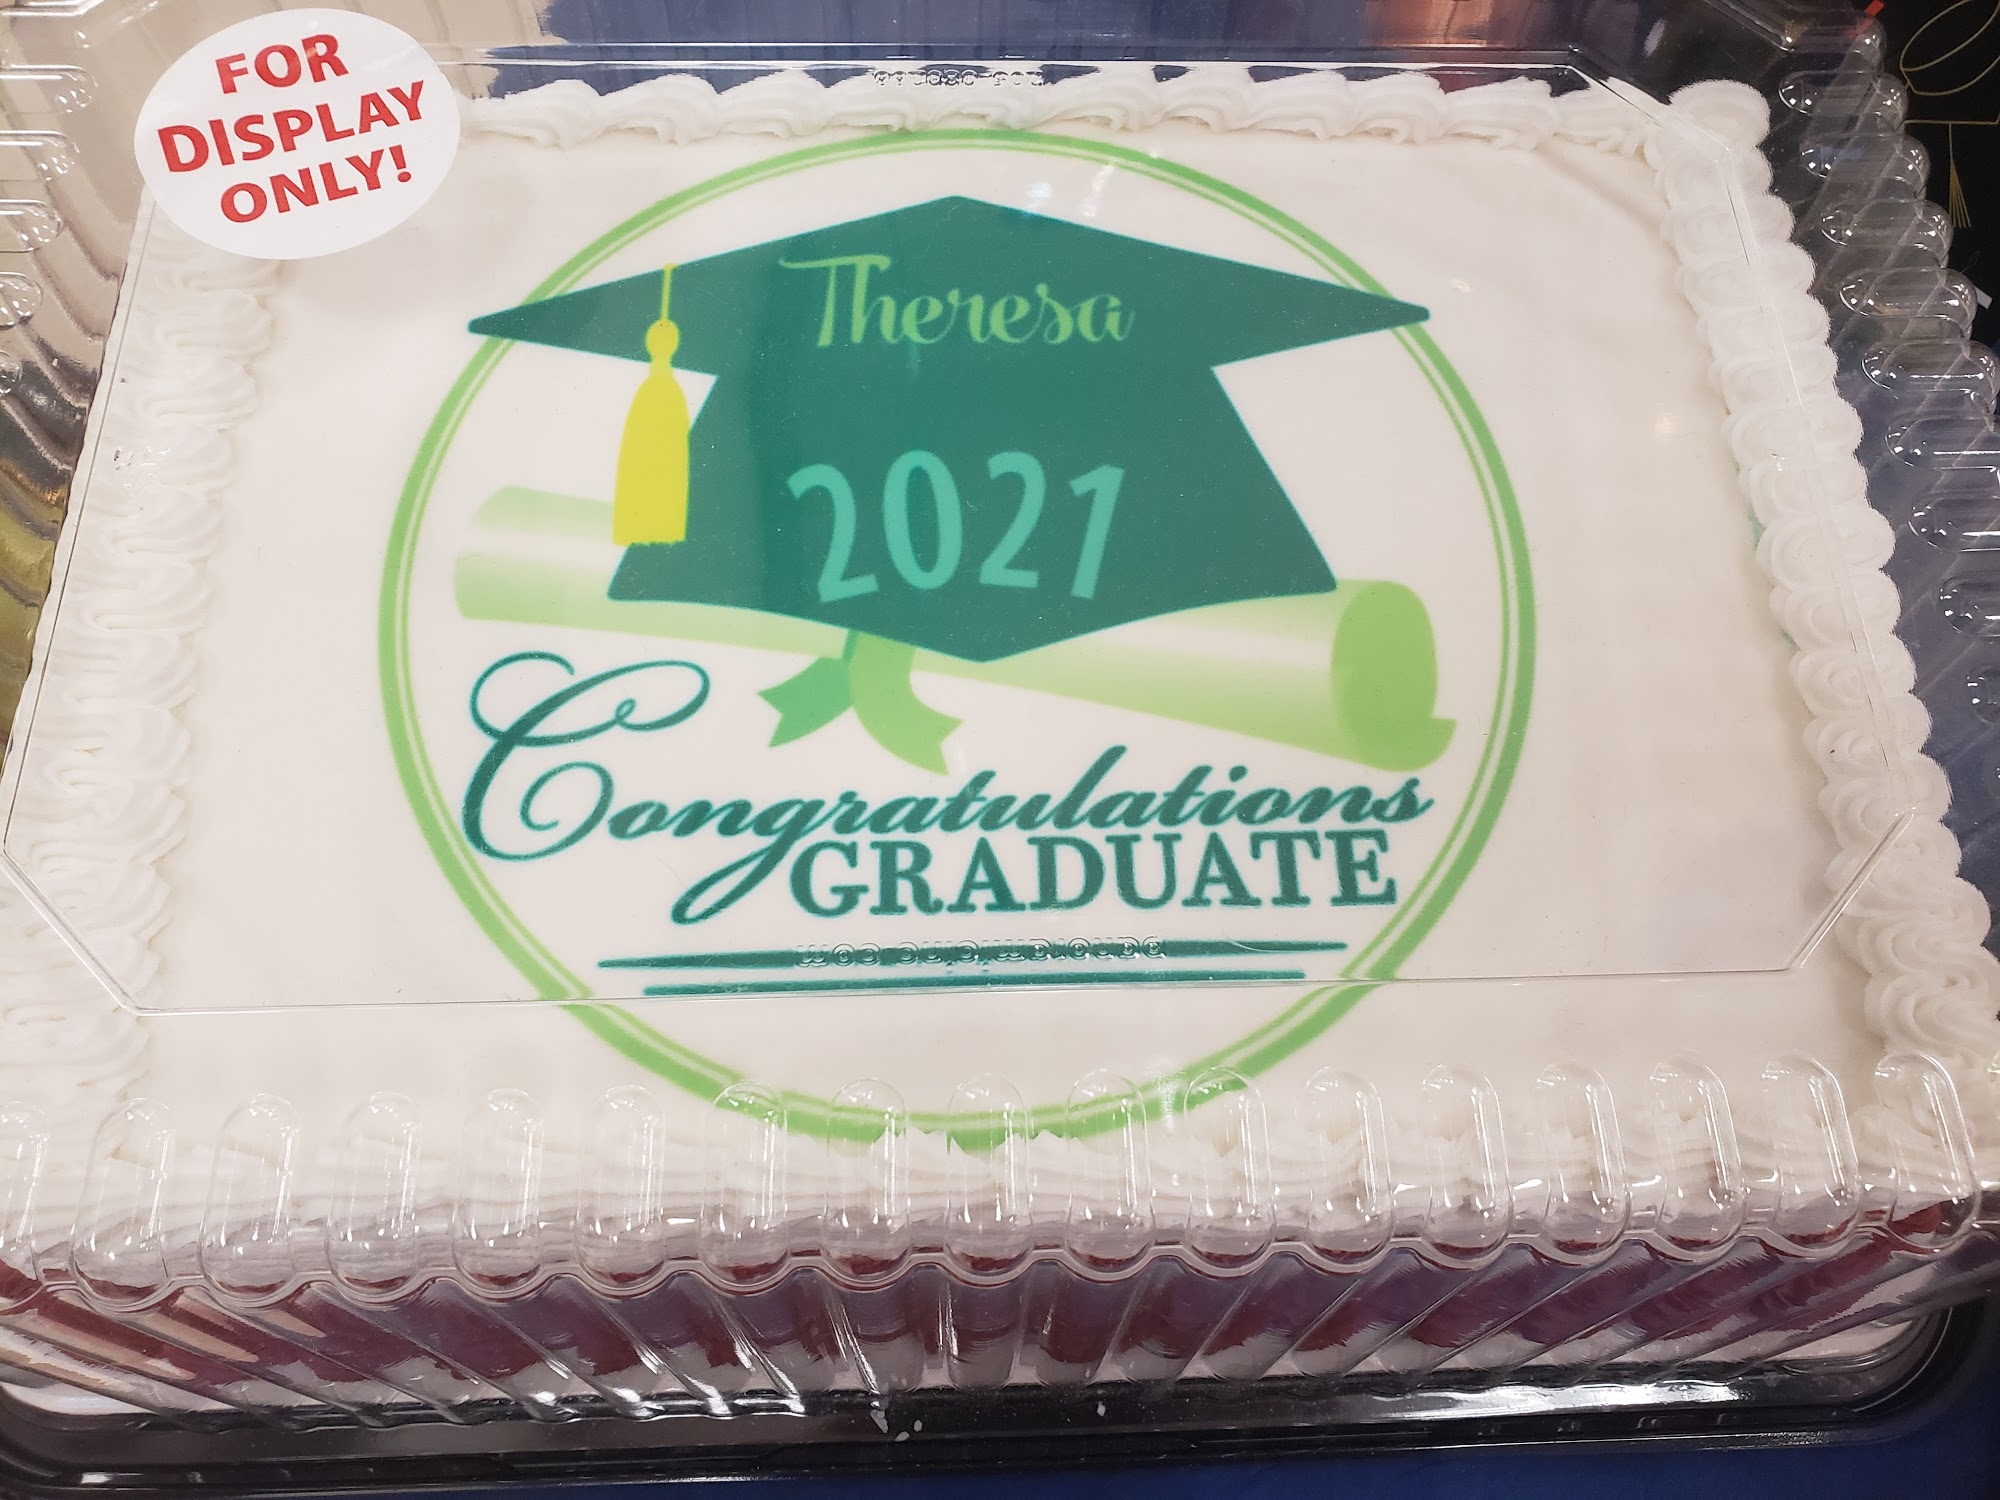 FOR
DISPLAY
ONLY!
Theresa
2021
Congratulations
GRADUATE